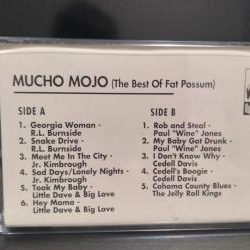 MUCHO MOJO (The Best Of Fat Possum)
SIDE A
1. Georgia Woman -
R.L. Burnside
2. Snake Drive -
R.L. Burnside
3. Meet Me In The City -
Jr. Kimbrough
4. Sad Days/Lonely Nights -
Jr. Kimbrough
5. Took My Baby -
Little Dave & Big Love
6. Hey Mama -
Little Dave & Big Love
SIDE B
1. Rob and Steal -
Paul "Wine" Jones
2. My Baby Got Drunk -
Paul "Wine" Jones
3. I Don't Know Why -
Cedell Davis
4. Cedell's Boogie -
Cedell Davis
5. Cohoma County Blues -
The Jelly Roll Kings